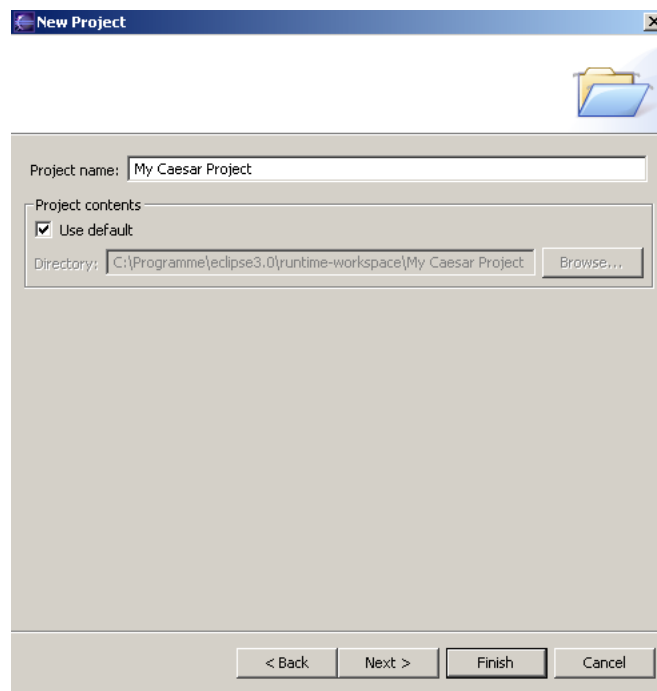 New Project
Project name: My Caesar Project
Project contents
Use default
Directory: C:\Programme\eclipse3.0\runtime-workspace\My Caesar Project Browse...
< Back Next > Finish Cancel